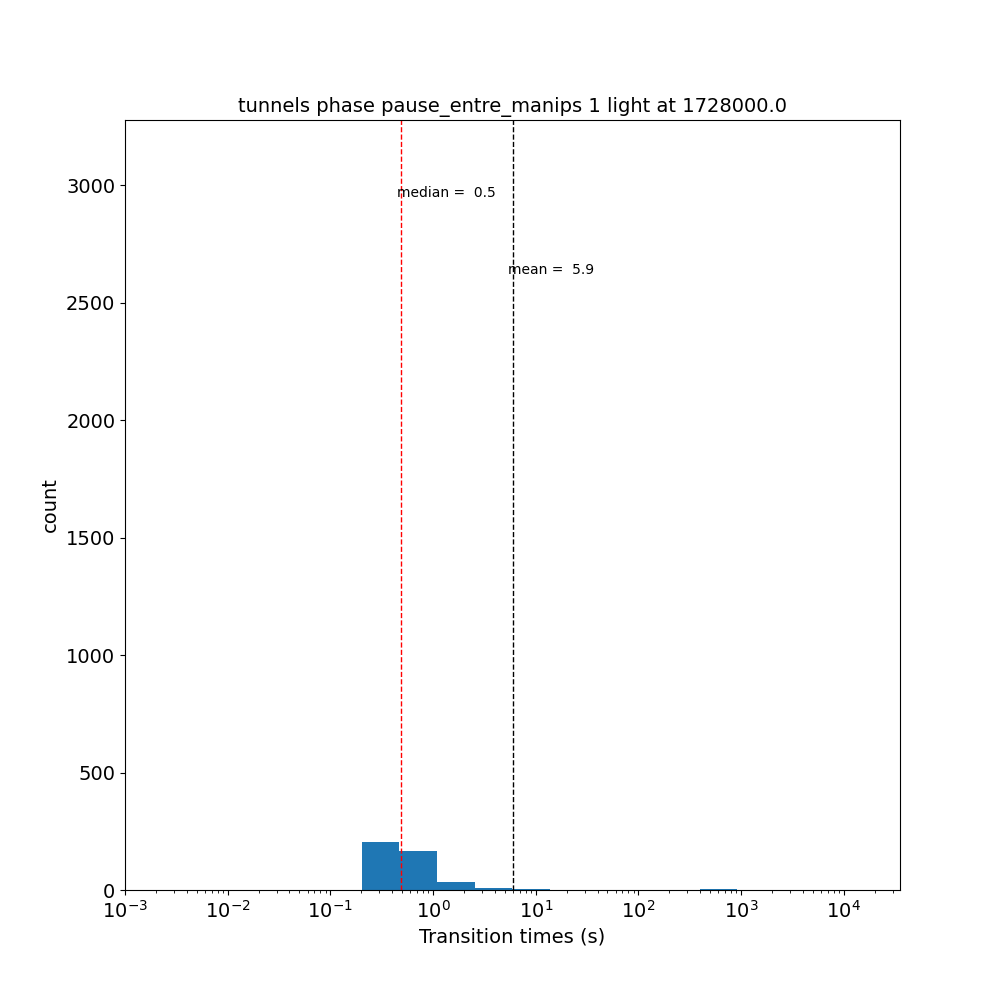 tunnels phase pause_entre_manips 1 light at 1728000.0
3000
median =  0.5
mean =  5.9
2500
2000
1500
count
1000
500
0
10⁻³ 10⁻² 10⁻¹ 10⁰ 10¹ 10² 10³ 10⁴
Transition times (s)